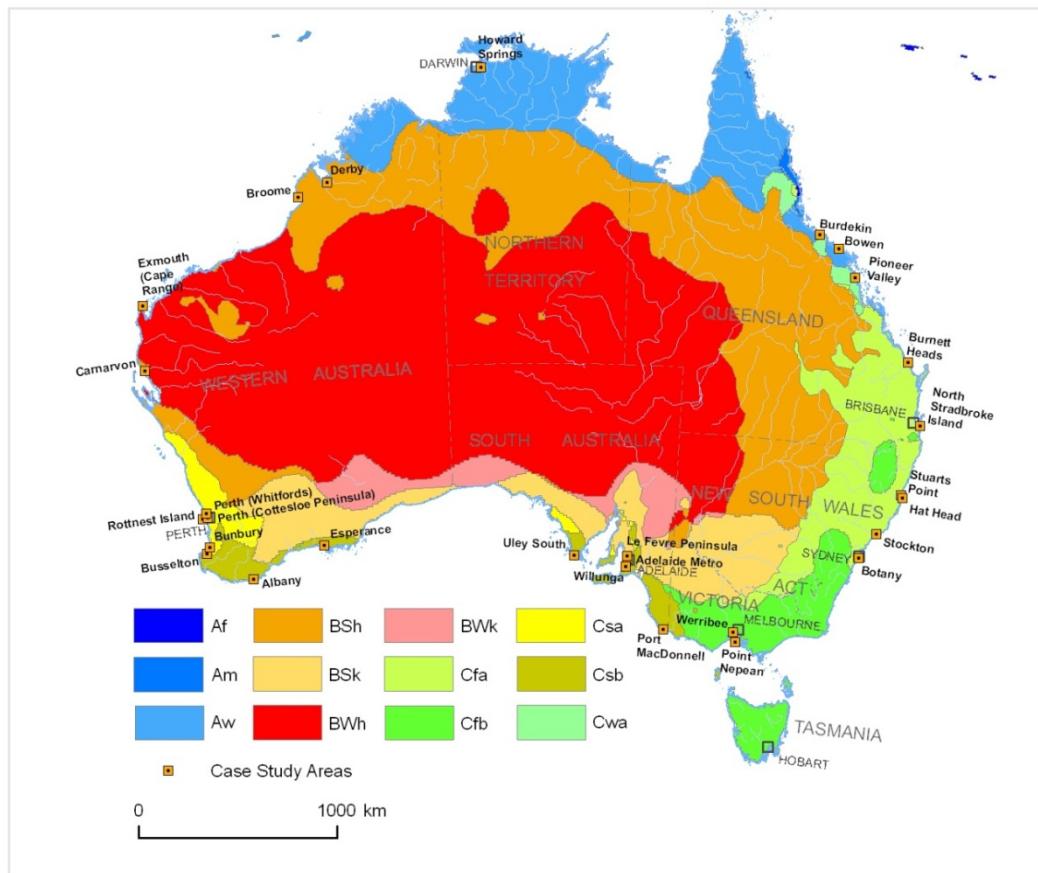 Howard
Springs
DARWIN
Derby
Broome
Burdekin
Bowen
Pioneer
Valley
NORTHERN
TERRITORY
Exmouth
(Cape
Range)
QUEENSLAND
Burnett
Heads
Carnarvon
WESTERN AUSTRALIA
North
Stradbroke
Island
BRISBANE
SOUTH AUSTRALIA
Stuarts
Point
Hat Head
NEW SOUTH WALES
Perth (Whitfords)
Rottnest Island
Perth (Cottesloe Peninsula)
PERTH
Bunbury
Busselton
Esperance
Albany
Uley South
Le Fevre Peninsula
Adelaide Metro
ADELAIDE
Willunga
Stockton
SYDNEY
Botany
ACT
VICTORIA
Werribee
MELBOURNE
Port
MacDonnell
Point
Nepean
TASMANIA
HOBART
Af
BSh
BWk
Csa
Am
BSk
Cfa
Csb
Aw
BWh
Cfb
Cwa
Case Study Areas
0 1000 km